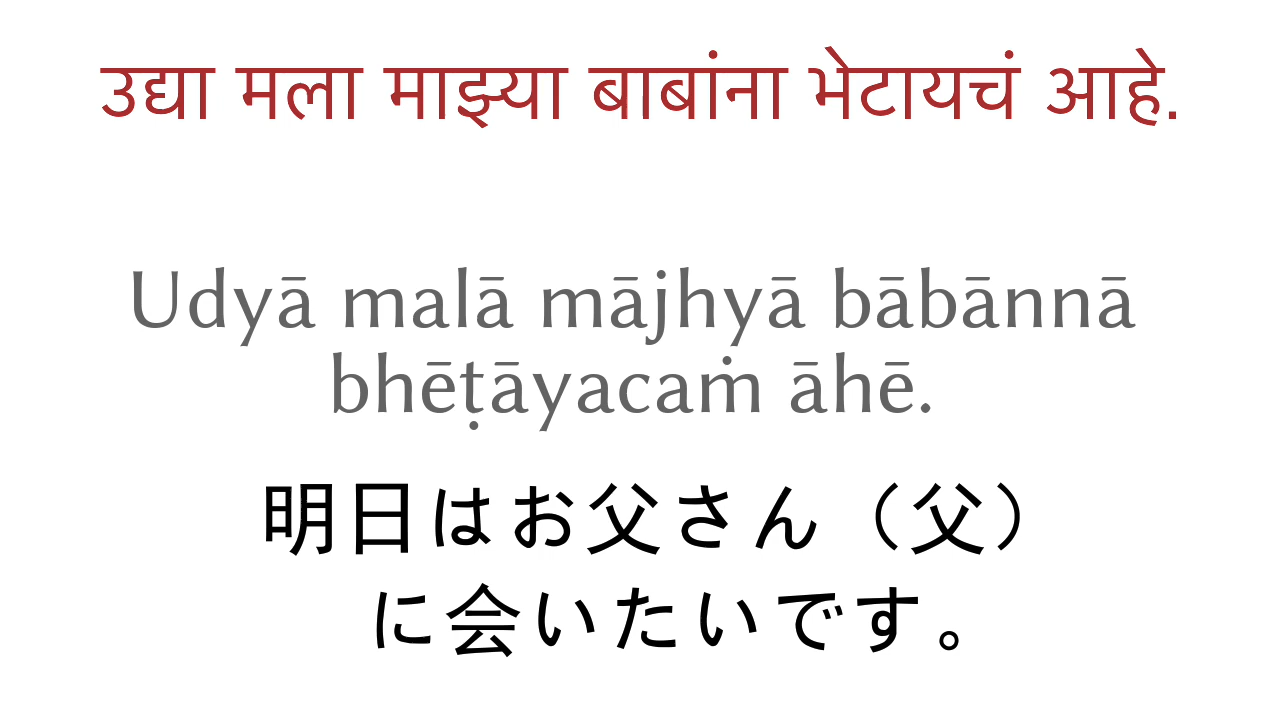 उद्या मला माझ्या बाबांना भेटायचं आहे.
Udyā malā mājhyā bābānnā
bhēṭāyacaṁ āhē.
明日はお父さん（父）
に会いたいです。